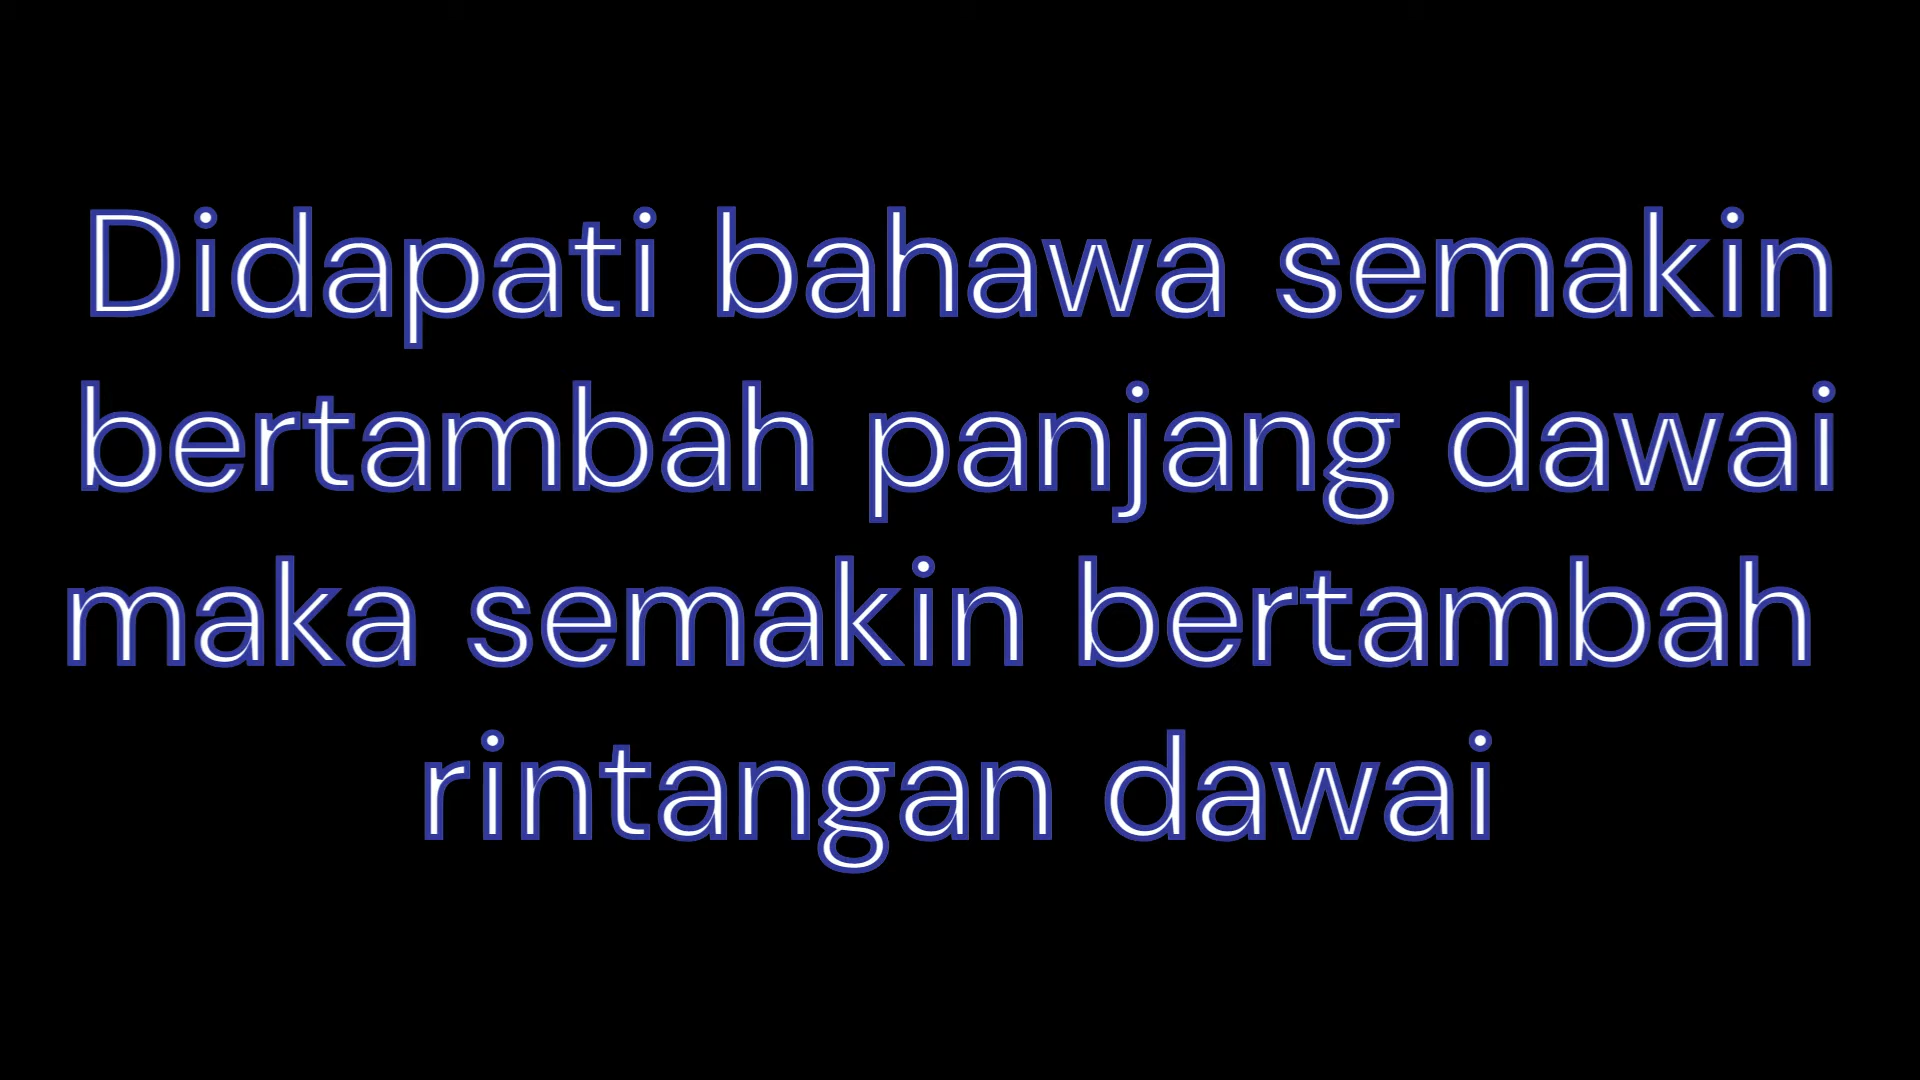 Didapati bahawa semakin
bertambah panjang dawai
maka semakin bertambah
rintangan dawai